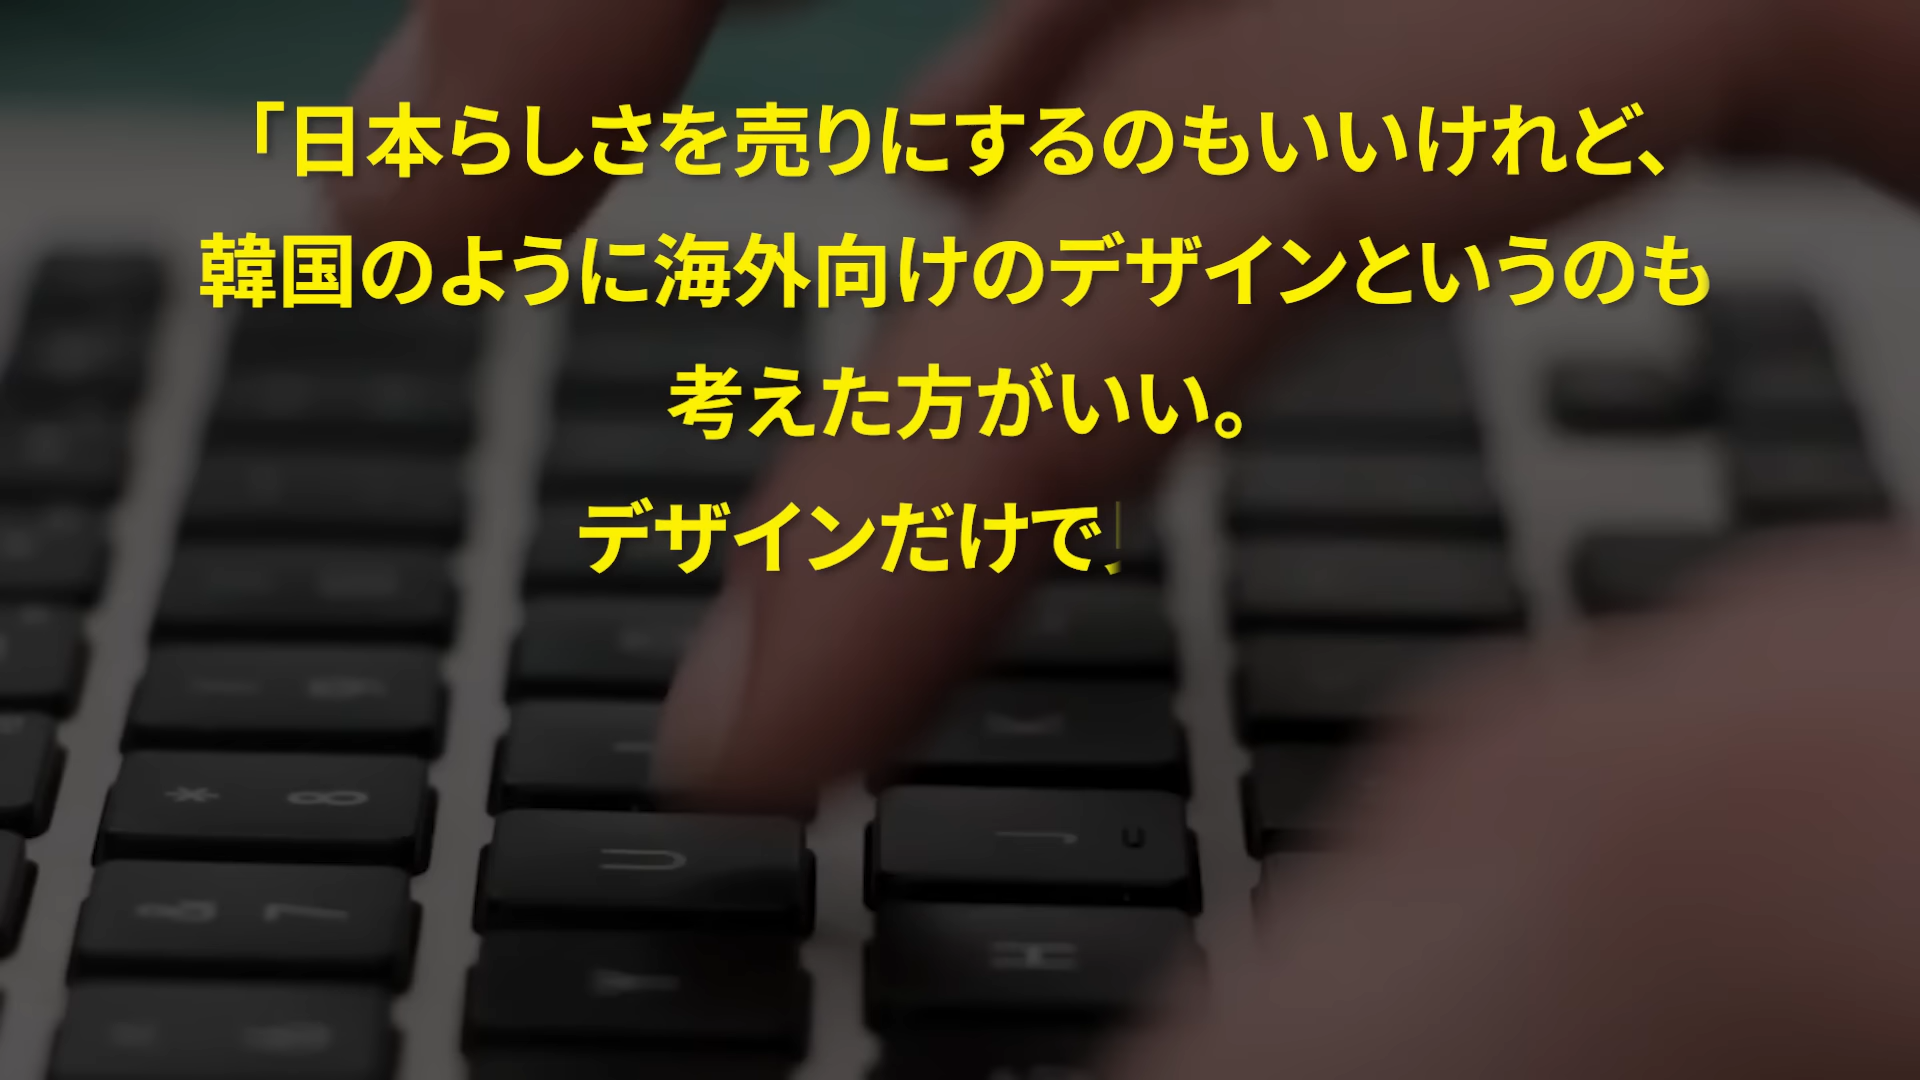 「日本らしさを売りにするのもいいけれど、
韓国のように海外向けのデザインというのも
考えた方がいい。
デザインだけで
* 8
& 7
U
J
Y
H